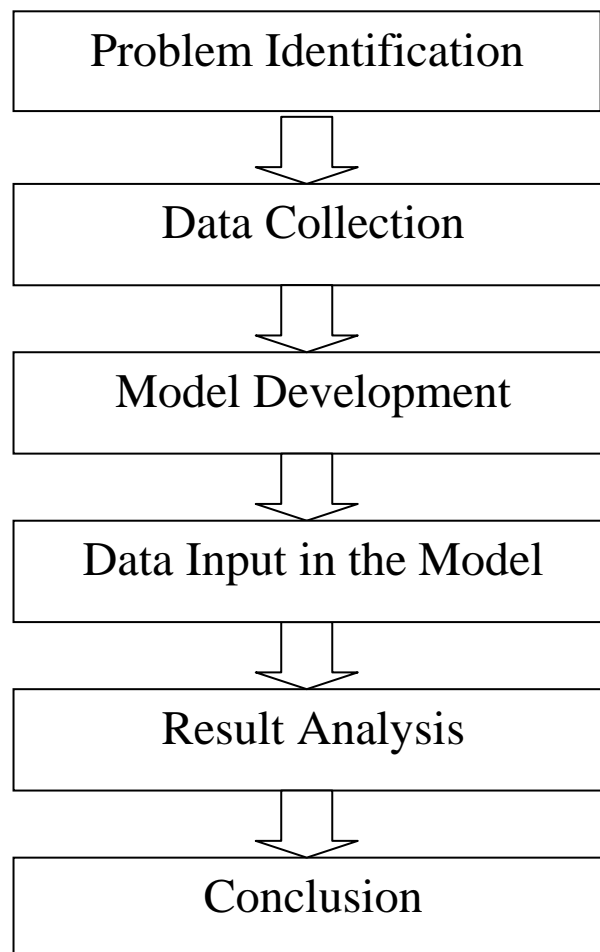 Problem Identification
Data Collection
Model Development
Data Input in the Model
Result Analysis
Conclusion